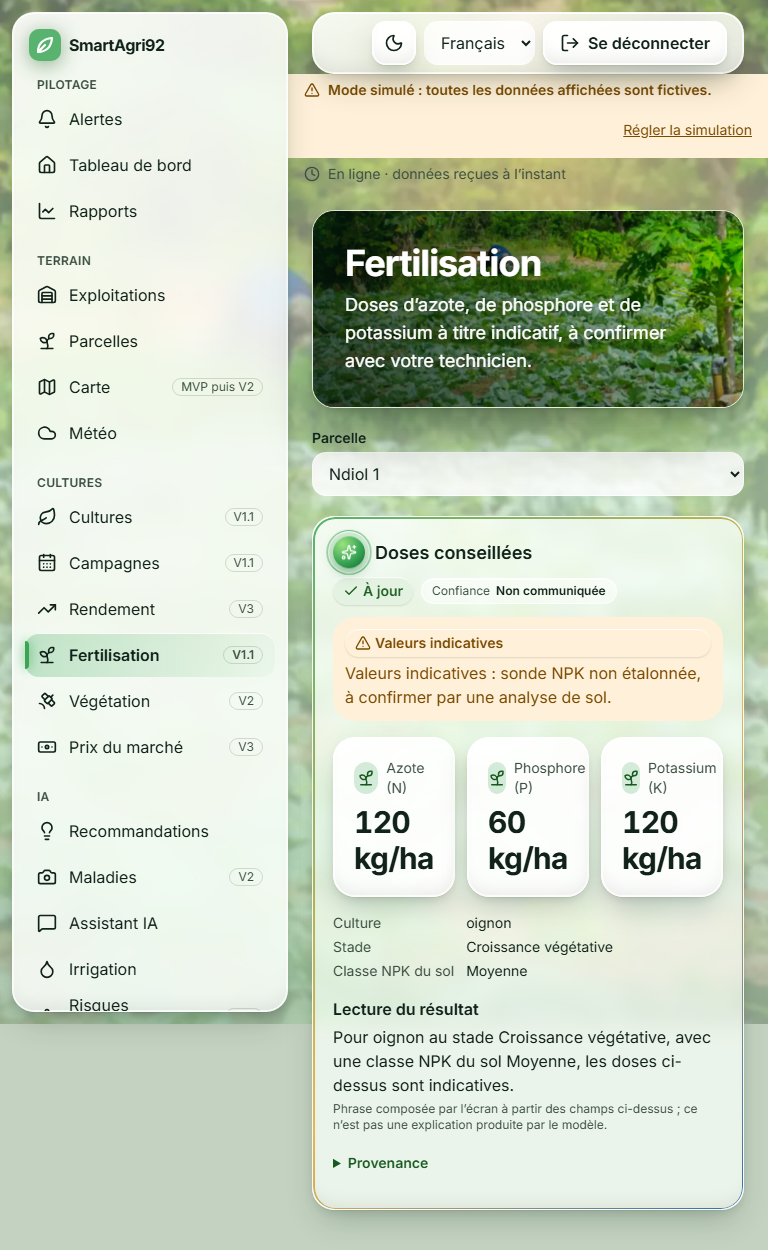 SmartAgri92
PILOTAGE
Alertes
Tableau de bord
Rapports
TERRAIN
Exploitations
Parcelles
Carte MVP puis V2
Météo
CULTURES
Cultures V1.1
Campagnes V1.1
Rendement V3
Fertilisation V1.1
Végétation V2
Prix du marché V3
IA
Recommandations
Maladies V2
Assistant IA
Irrigation
Risques
Français Se déconnecter
Mode simulé : toutes les données affichées sont fictives.
Régler la simulation
En ligne · données reçues à l’instant
Fertilisation
Doses d’azote, de phosphore et de
potassium à titre indicatif, à confirmer
avec votre technicien.
Parcelle
Ndiol 1
Doses conseillées
À jour Confiance Non communiquée
Valeurs indicatives
Valeurs indicatives : sonde NPK non étalonnée,
à confirmer par une analyse de sol.
Azote
(N)
120
kg/ha
Phosphore
(P)
60
kg/ha
Potassium
(K)
120
kg/ha
Culture oignon
Stade Croissance végétative
Classe NPK du sol Moyenne
Lecture du résultat
Pour oignon au stade Croissance végétative, avec
une classe NPK du sol Moyenne, les doses ci-
dessus sont indicatives.
Phrase composée par l’écran à partir des champs ci-dessus ; ce
n’est pas une explication produite par le modèle.
Provenance